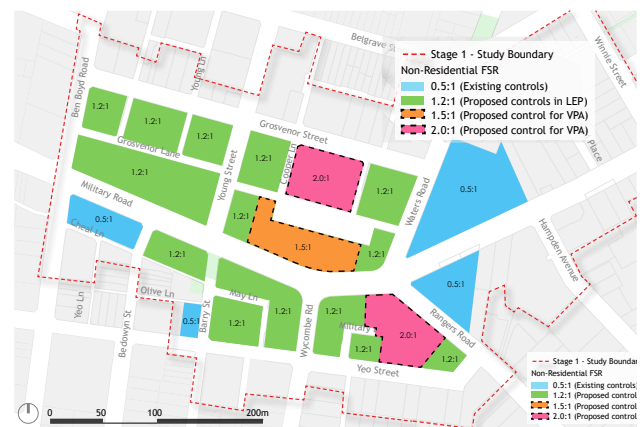 Belgrave S
Winnie Street
Stage 1 - Study Boundary
Non-Residential FSR
0.5:1 (Existing controls)
1.2:1 (Proposed controls in LEP)
1.5:1 (Proposed control for VPA)
2.0:1 (Proposed control for VPA)
Young Ln
Ben Boyd Road
Place
1.2:1
1.2:1
1.2:1
Grosvenor Street
Grosvenor Lane
1.2:1
Cooper Ln
2.0:1
1.2:1
0.5:1
1.2:1
Young Street
Waters Road
Military Road
0.5:1
1.2:1
1.5:1
1.2:1
Hampden Avenue
1.2:1
Olive Ln
May Ln
0.5:1
Yeo Ln
Bedowyn St
0.5:1
Barry St
1.2:1
1.2:1
Wycombe Rd
1.2:1
Military
2.0:1
Rangers Road
1.2:1
1.2:1
Yeo Street
Stage 1 - Study Boundar
Non-Residential FSR
0.5:1 (Existing controls)
1.2:1 (Proposed control
1.5:1 (Proposed control
2.0:1 (Proposed control
0 50 100 200m